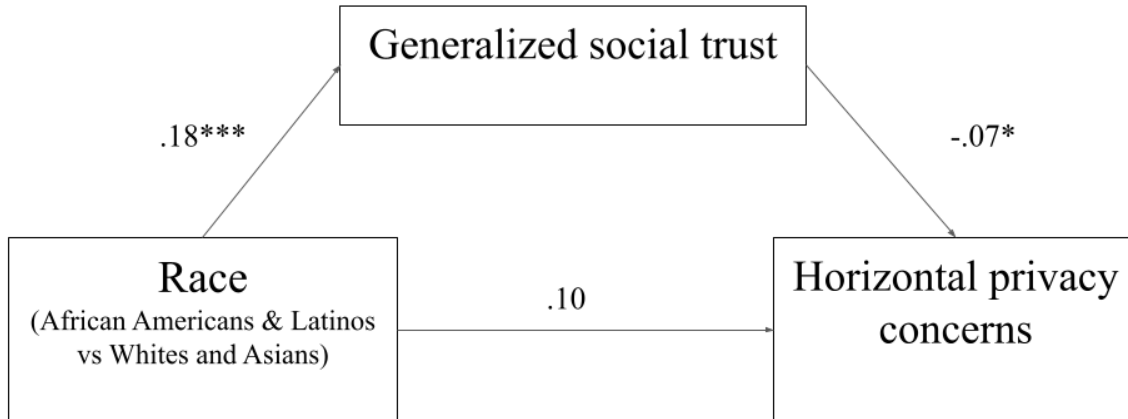 Generalized social trust
.18***
-.07*
Race
(African Americans & Latinos
vs Whites and Asians)
.10
Horizontal privacy
concerns